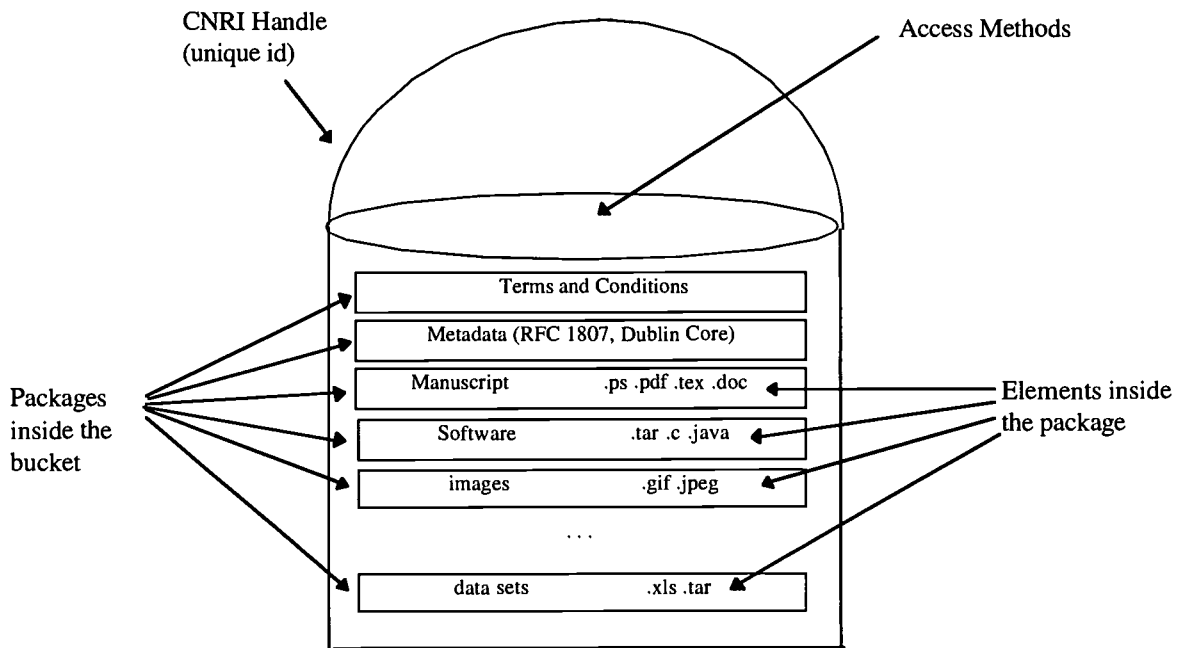 CNRI Handle
(unique id)
Access Methods
Terms and Conditions
Metadata (RFC 1807, Dublin Core)
Manuscript .ps .pdf .tex .doc
Software .tar .c .java
images .gif .jpeg
. . .
data sets .xls .tar
Packages
inside the
bucket
Elements inside
the package